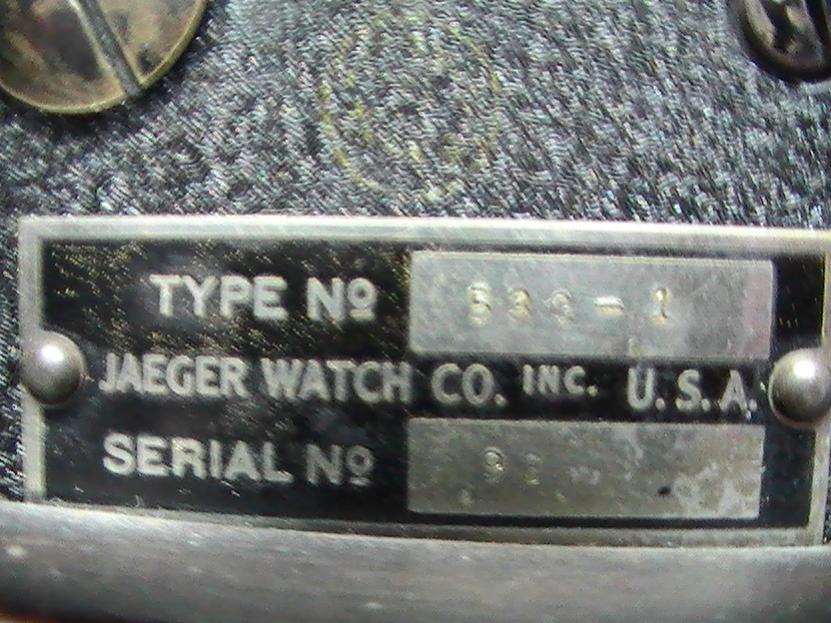 TYPE Nº
JAEGER WATCH CO. INC. U.S.A.
SERIAL Nº